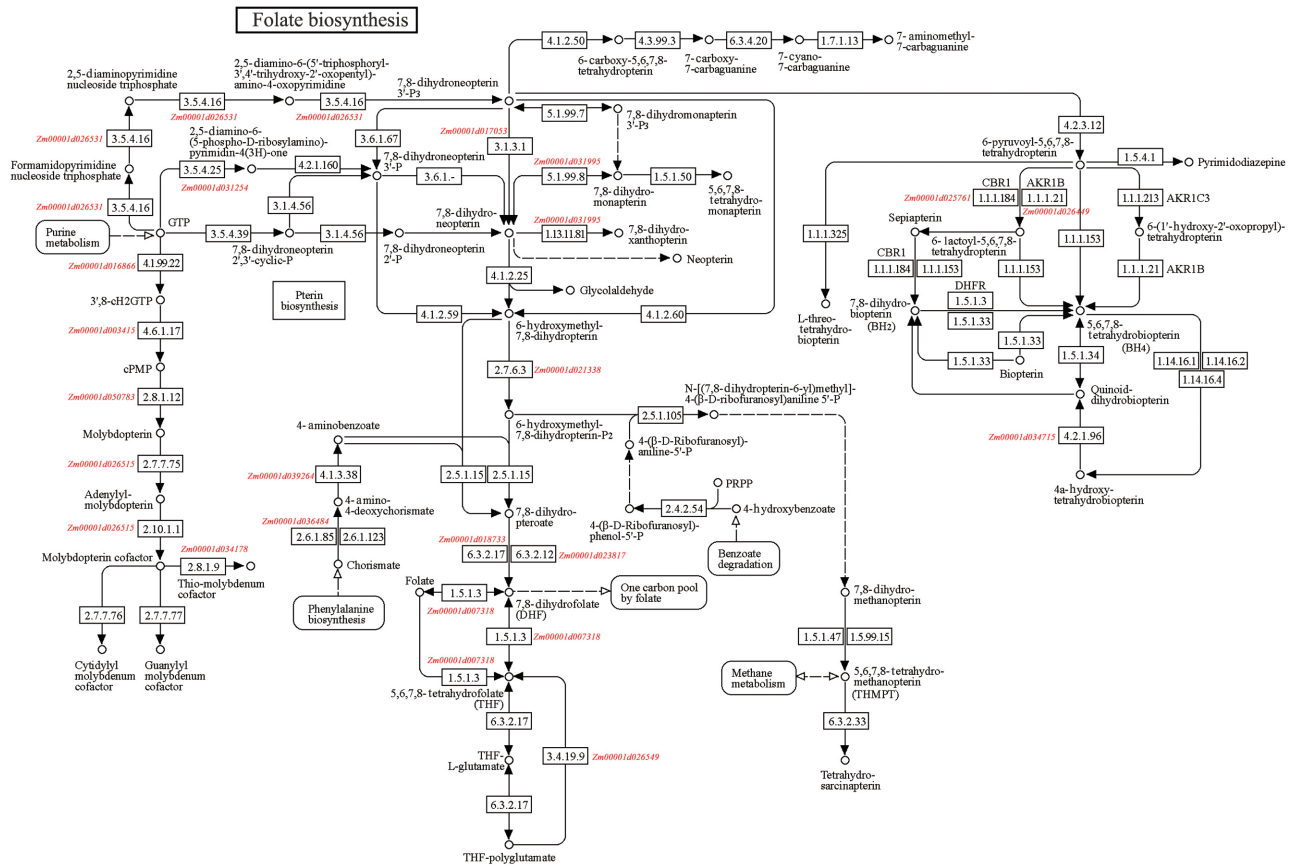 Folate biosynthesis
4.1.2.50
4.3.99.3
6.3.4.20
1.7.1.13
7-aminomethyl-
7-carbaguanine
6-carboxy-5,6,7,8-
tetrahydropterin
7-carboxy-
7-carbaguanine
7-cyano-
7-carbaguanine
2,5-diaminopyrimidine
nucleoside triphosphate
2,5-diamino-6-(5'-triphosphoryl-
3',4'-trihydroxy-2'-oxopentyl)-
amino-4-oxopyrimidine
7,8-dihydroneopterin
3'-P3
3.5.4.16
Zm00001d026531
3.5.4.16
Zm00001d026531
Zm00001d026531
3.5.4.16
2,5-diamino-6-
(5-phospho-D-ribosylamino)-
pyrimidin-4(3H)-one
Formamidopyrimidine
nucleoside triphosphate
3.5.4.25
Zm00001d031254
4.2.1.160
3.6.1.67
7,8-dihydroneopterin
3'-P
Zm00001d017053
3.1.3.1
5.1.99.7
7,8-dihydromonapterin
3'-P3
Zm00001d031995
5.1.99.8
7,8-dihydro-
monapterin
1.5.1.50
5,6,7,8-
tetrahydro-
monapterin
3.6.1.-
Zm00001d026531
3.5.4.16
3.1.4.56
GTP
Purine
metabolism
3.5.4.39
7,8-dihydroneopterin
2',3'-cyclic-P
3.1.4.56
7,8-dihydroneopterin
2'-P
7,8-dihydro-
neopterin
Zm00001d031995
1.13.11.81
7,8-dihydro-
xanthopterin
Neopterin
4.1.2.25
Glycolaldehyde
Pterin
biosynthesis
4.1.2.59
4.1.2.60
6-hydroxymethyl-
7,8-dihydropterin
Zm00001d016866
4.1.99.22
3',8-cH2GTP
Zm00001d003415
4.6.1.17
cPMP
Zm00001d050783
2.8.1.12
Molybdopterin
Zm00001d026515
2.7.7.75
Adenylyl-
molybdopterin
Zm00001d026515
2.10.1.1
Molybdopterin cofactor
Zm00001d034178
2.8.1.9
Thio-molybdenum
cofactor
2.7.7.76
2.7.7.77
Cytidylyl
molybdenum
cofactor
Guanylyl
molybdenum
cofactor
4.2.3.12
6-pyruvoyl-5,6,7,8-
tetrahydropterin
1.5.4.1
Pyrimidodiazepine
CBR1
AKR1B
Zm00001d025761
1.1.1.184
1.1.1.21
Zm00001d026449
1.1.1.213
AKR1C3
1.1.1.325
Sepiapterin
6-lactoyl-5,6,7,8-
tetrahydropterin
1.1.1.153
6-(1'-hydroxy-2'-oxopropyl)-
tetrahydropterin
CBR1
1.1.1.184
1.1.1.153
1.1.1.153
1.1.1.21
AKR1B
DHFR
1.5.1.3
1.5.1.33
7,8-dihydro-
biopterin
(BH2)
L-threo-
tetrahydro-
biopterin
5,6,7,8-
tetrahydrobiopterin
(BH4)
1.5.1.33
1.5.1.33
Biopterin
1.5.1.34
1.14.16.1
1.14.16.2
1.14.16.4
Quinoid-
dihydrobiopterin
Zm00001d034715
4.2.1.96
4a-hydroxy-
tetrahydrobiopterin
2.7.6.3
Zm00001d021338
6-hydroxymethyl-
7,8-dihydropterin-P2
N-[(7,8-dihydropterin-6-yl)methyl]-
4-(β-D-ribofuranosyl)aniline 5'-P
2.5.1.105
4-(β-D-Ribofuranosyl)-
aniline-5'-P
PRPP
2.4.2.54
4-hydroxybenzoate
4-(β-D-Ribofuranosyl)-
phenol-5'-P
Benzoate
degradation
4-aminobenzoate
Zm00001d039264
4.1.3.38
4-amino-
4-deoxychorismate
Zm00001d036484
2.6.1.85
2.6.1.123
Chorismate
Phenylalanine
biosynthesis
2.5.1.15
2.5.1.15
7,8-dihydro-
pteroate
Zm00001d018733
6.3.2.17
6.3.2.12
Zm00001d023817
Folate
1.5.1.3
Zm00001d007318
7,8-dihydrofolate
(DHF)
One carbon pool
by folate
1.5.1.3
Zm00001d007318
Zm00001d007318
1.5.1.3
5,6,7,8-tetrahydrofolate
(THF)
6.3.2.17
THF-
L-glutamate
3.4.19.9
Zm00001d026549
6.3.2.17
THF-polyglutamate
7,8-dihydro-
methanopterin
1.5.1.47
1.5.99.15
Methane
metabolism
5,6,7,8-tetrahydro-
methanopterin
(THMPT)
6.3.2.33
Tetrahydro-
sarcinapterin